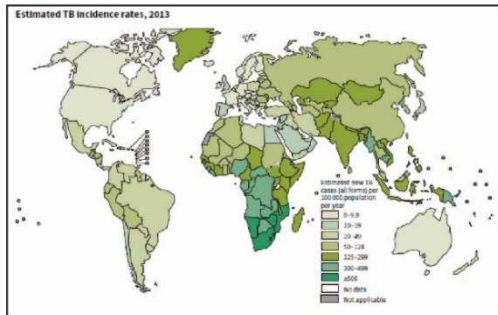 Estimated TB incidence rates, 2013
Estimated new TB
cases (all forms) per
100 000 population
per year
0–9.9
10–19
20–49
50–124
125–299
300–499
≥500
No data
Not applicable